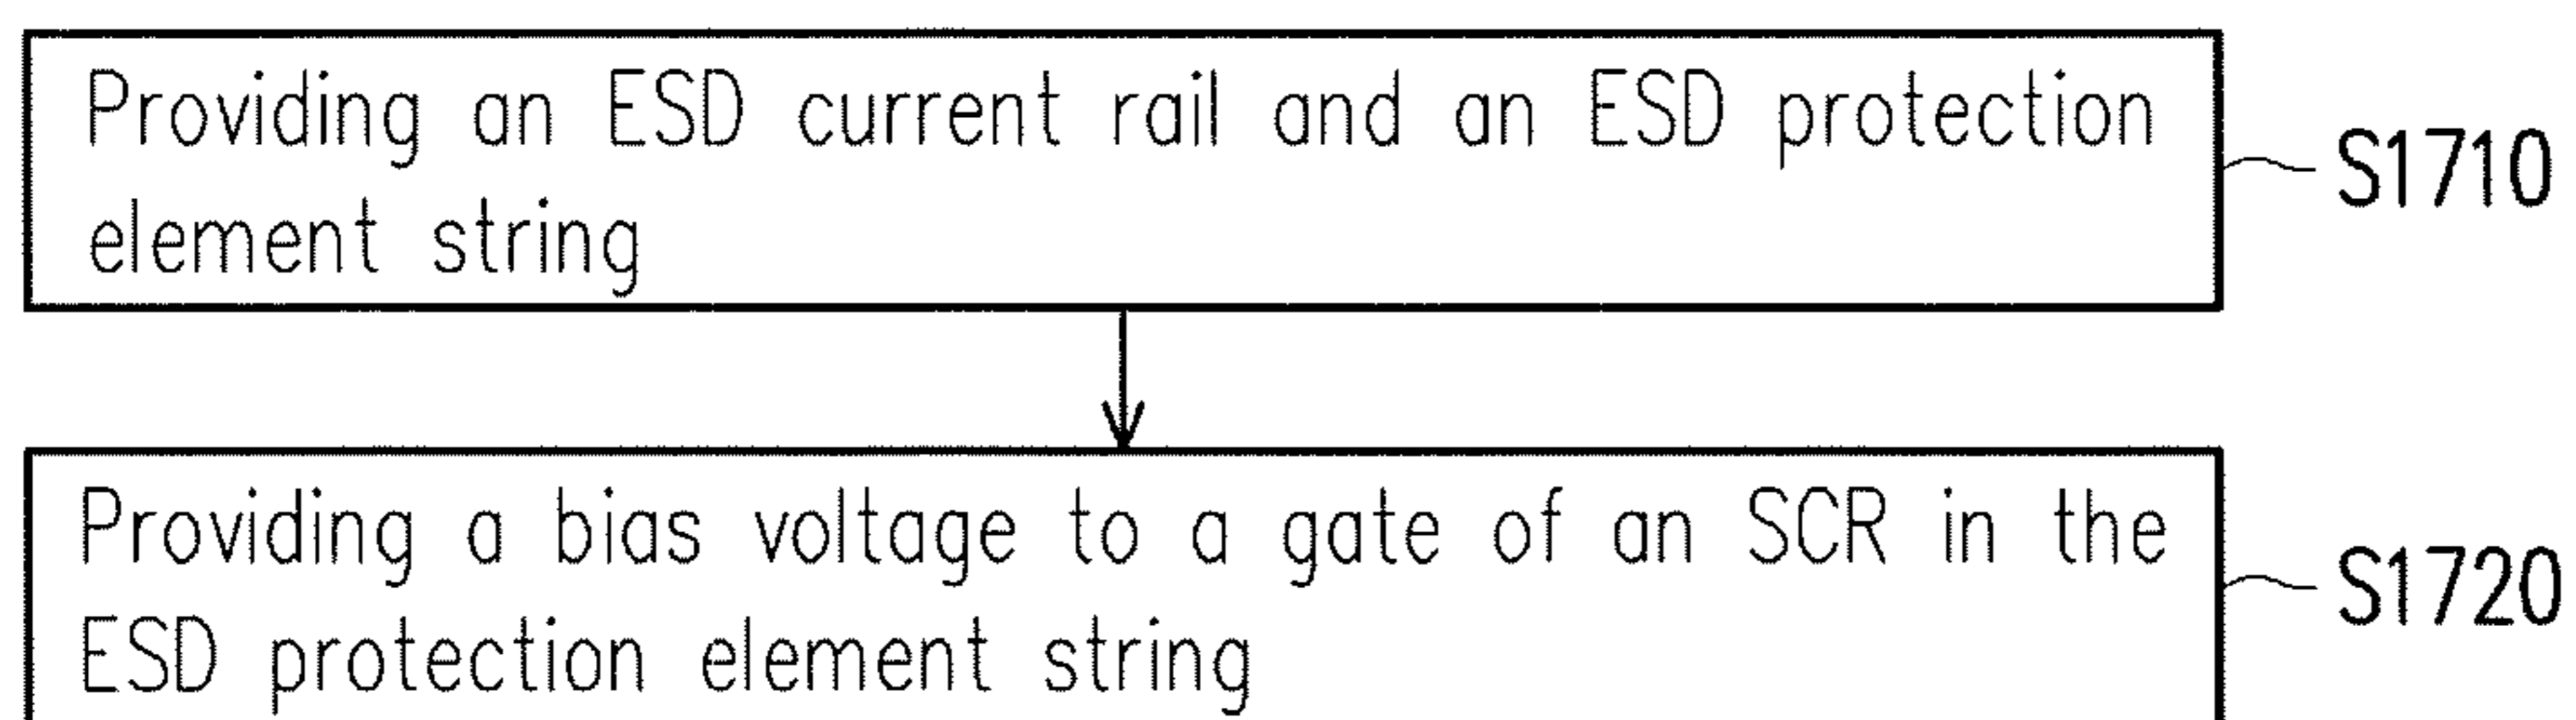 Providing an ESD current rail and an ESD protection
element string
S1710
Providing a bias voltage to a gate of an SCR in the
ESD protection element string
S1720